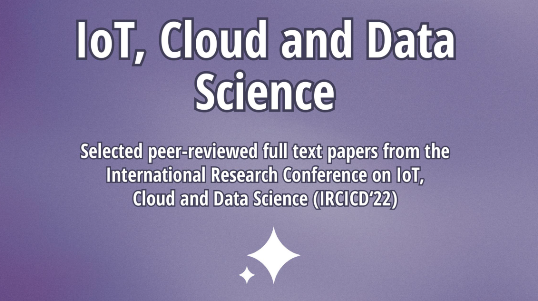 IoT, Cloud and Data
Science
Selected peer-reviewed full text papers from the
International Research Conference on IoT,
Cloud and Data Science (IRCICD‘22)